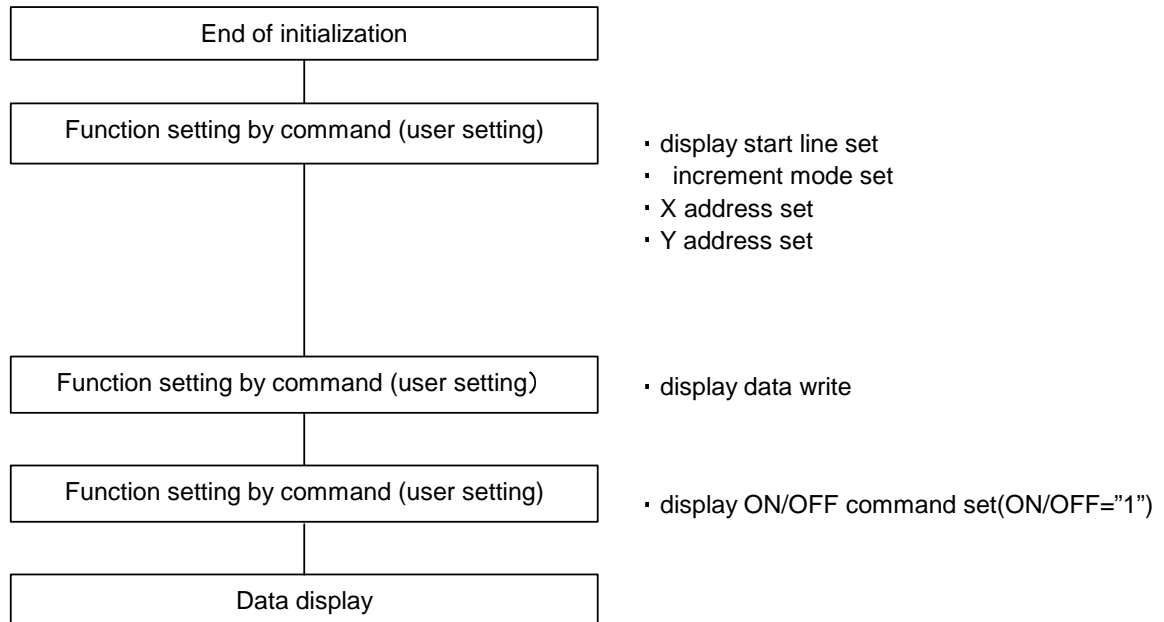 End of initialization
Function setting by command (user setting)
・display start line set
・ increment mode set
・X address set
・Y address set
Function setting by command (user setting）
・display data write
Function setting by command (user setting)
・display ON/OFF command set(ON/OFF=”1”)
Data display